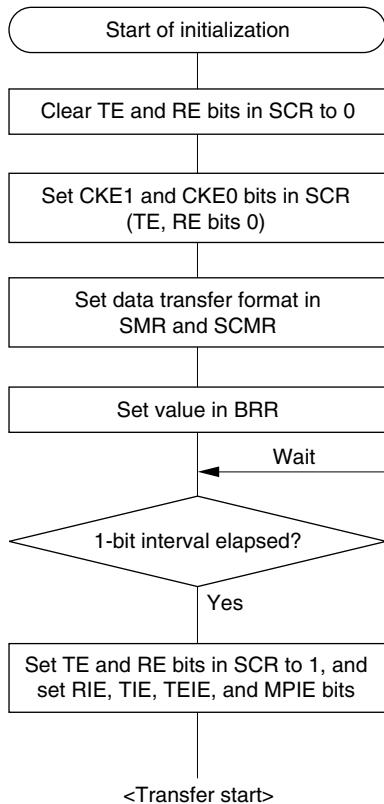 Start of initialization
Clear TE and RE bits in SCR to 0
Set CKE1 and CKE0 bits in SCR
(TE, RE bits 0)
Set data transfer format in
SMR and SCMR
Set value in BRR
Wait
1-bit interval elapsed?
Yes
Set TE and RE bits in SCR to 1, and
set RIE, TIE, TEIE, and MPIE bits
<Transfer start>